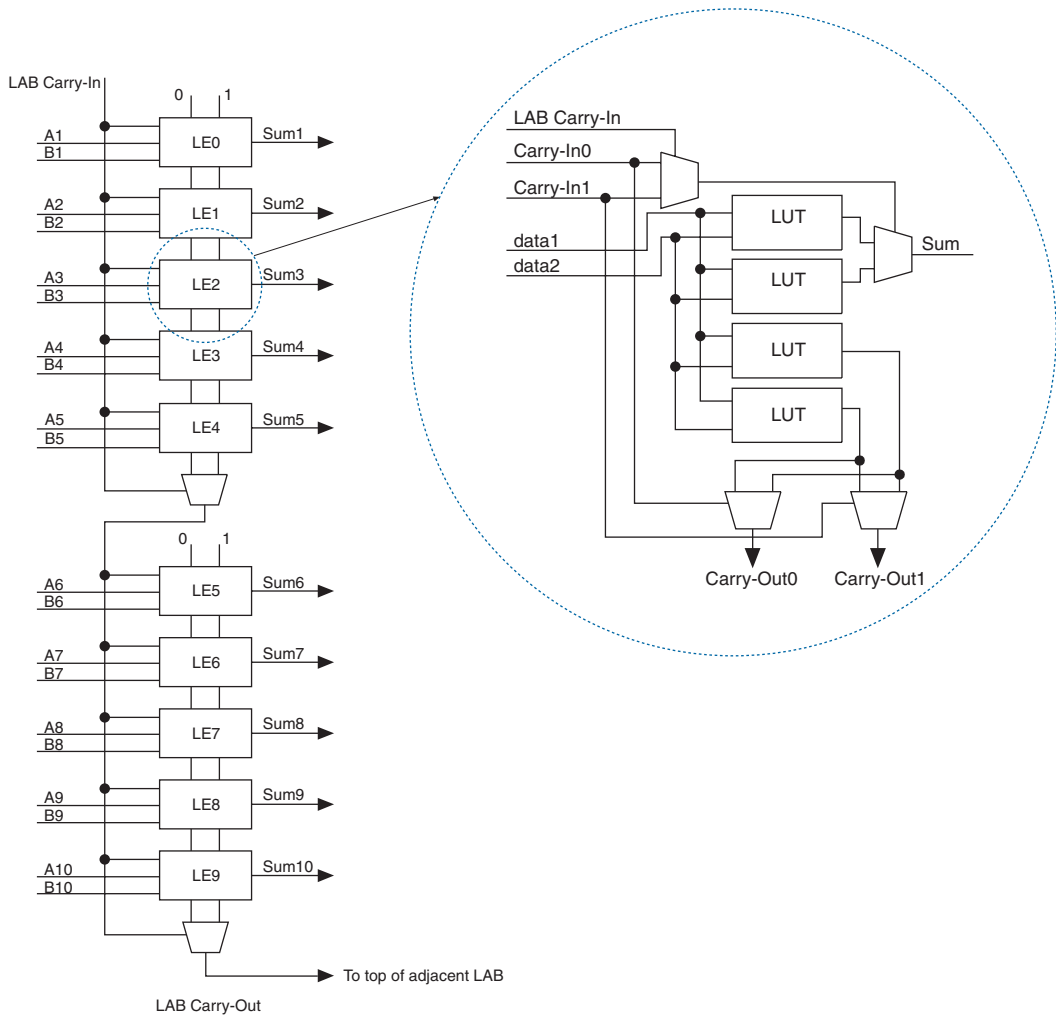 LAB Carry-In
0 1
A1
B1
LE0
Sum1
A2
B2
LE1
Sum2
A3
B3
LE2
Sum3
A4
B4
LE3
Sum4
A5
B5
LE4
Sum5
0 1
A6
B6
LE5
Sum6
A7
B7
LE6
Sum7
A8
B8
LE7
Sum8
A9
B9
LE8
Sum9
A10
B10
LE9
Sum10
To top of adjacent LAB
LAB Carry-Out
LAB Carry-In
Carry-In0
Carry-In1
data1
data2
LUT
LUT
LUT
LUT
Sum
Carry-Out0
Carry-Out1